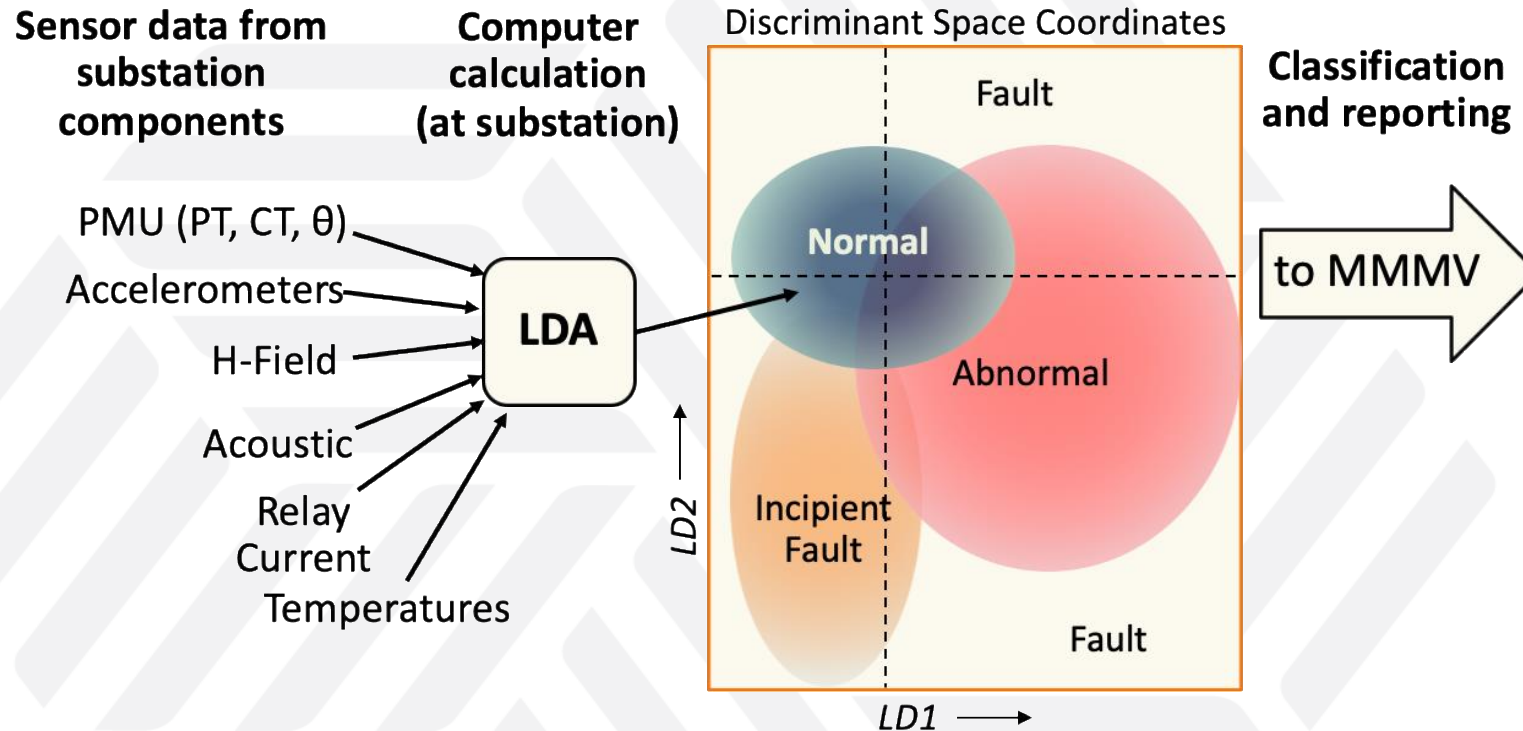 Sensor data from
substation
components
Computer
calculation
(at substation)
Discriminant Space Coordinates
Classification
and reporting
PMU (PT, CT, θ)
Accelerometers
H-Field
Acoustic
Relay
Current
Temperatures
LDA
Fault
Normal
Abnormal
Incipient
Fault
Fault
LD2
LD1
to MMMV